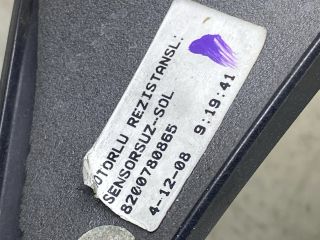 OTORLU REZISTANSL:
SENSORSUZ-SOL
8200780865
4-12-08 9:19:41